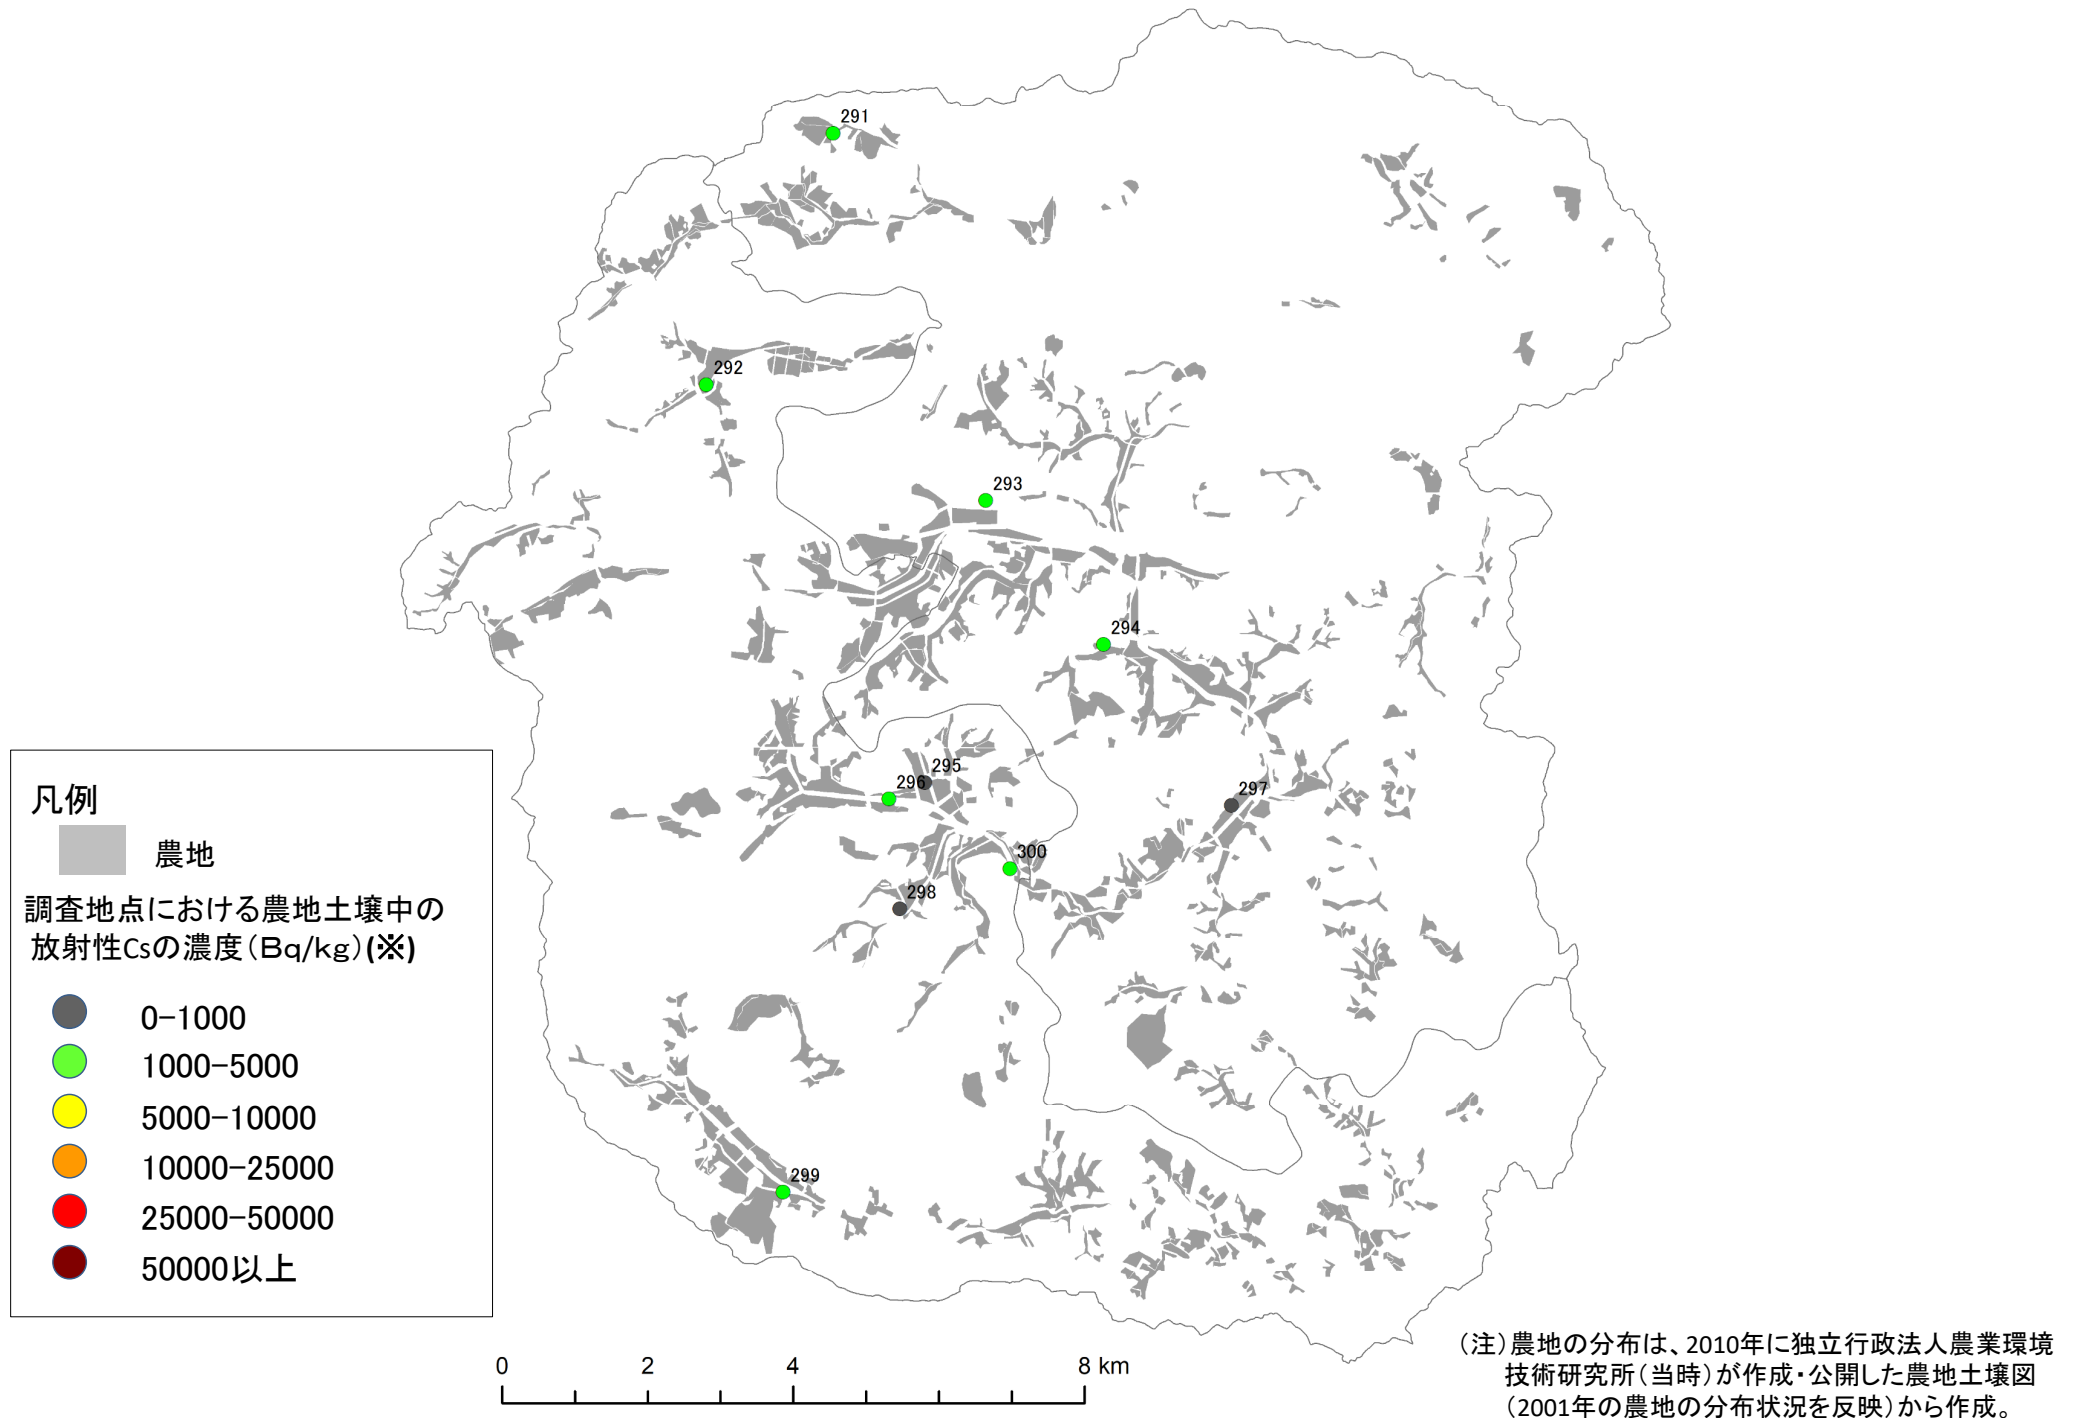 291
292
293
294
295
296
297
300
298
299
凡例
農地
調査地点における農地土壌中の
放射性Csの濃度(Bq/kg)(※)
0-1000
1000-5000
5000-10000
10000-25000
25000-50000
50000以上
0 2 4 8 km
(注)農地の分布は、2010年に独立行政法人農業環境
技術研究所(当時)が作成・公開した農地土壌図
(2001年の農地の分布状況を反映)から作成。